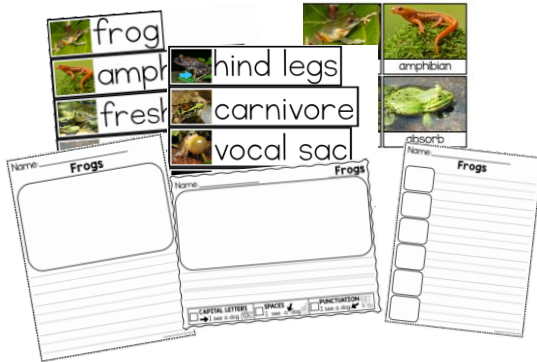 frog
amph
fresh
hind legs
carnivore
vocal sac
amphibian
absorb
Name:
Frogs
Name:
Frogs
CAPITAL LETTERS
I see a dog
SPACES
I see a dog
PUNCTUATION
I see a dog
Name:
Frogs